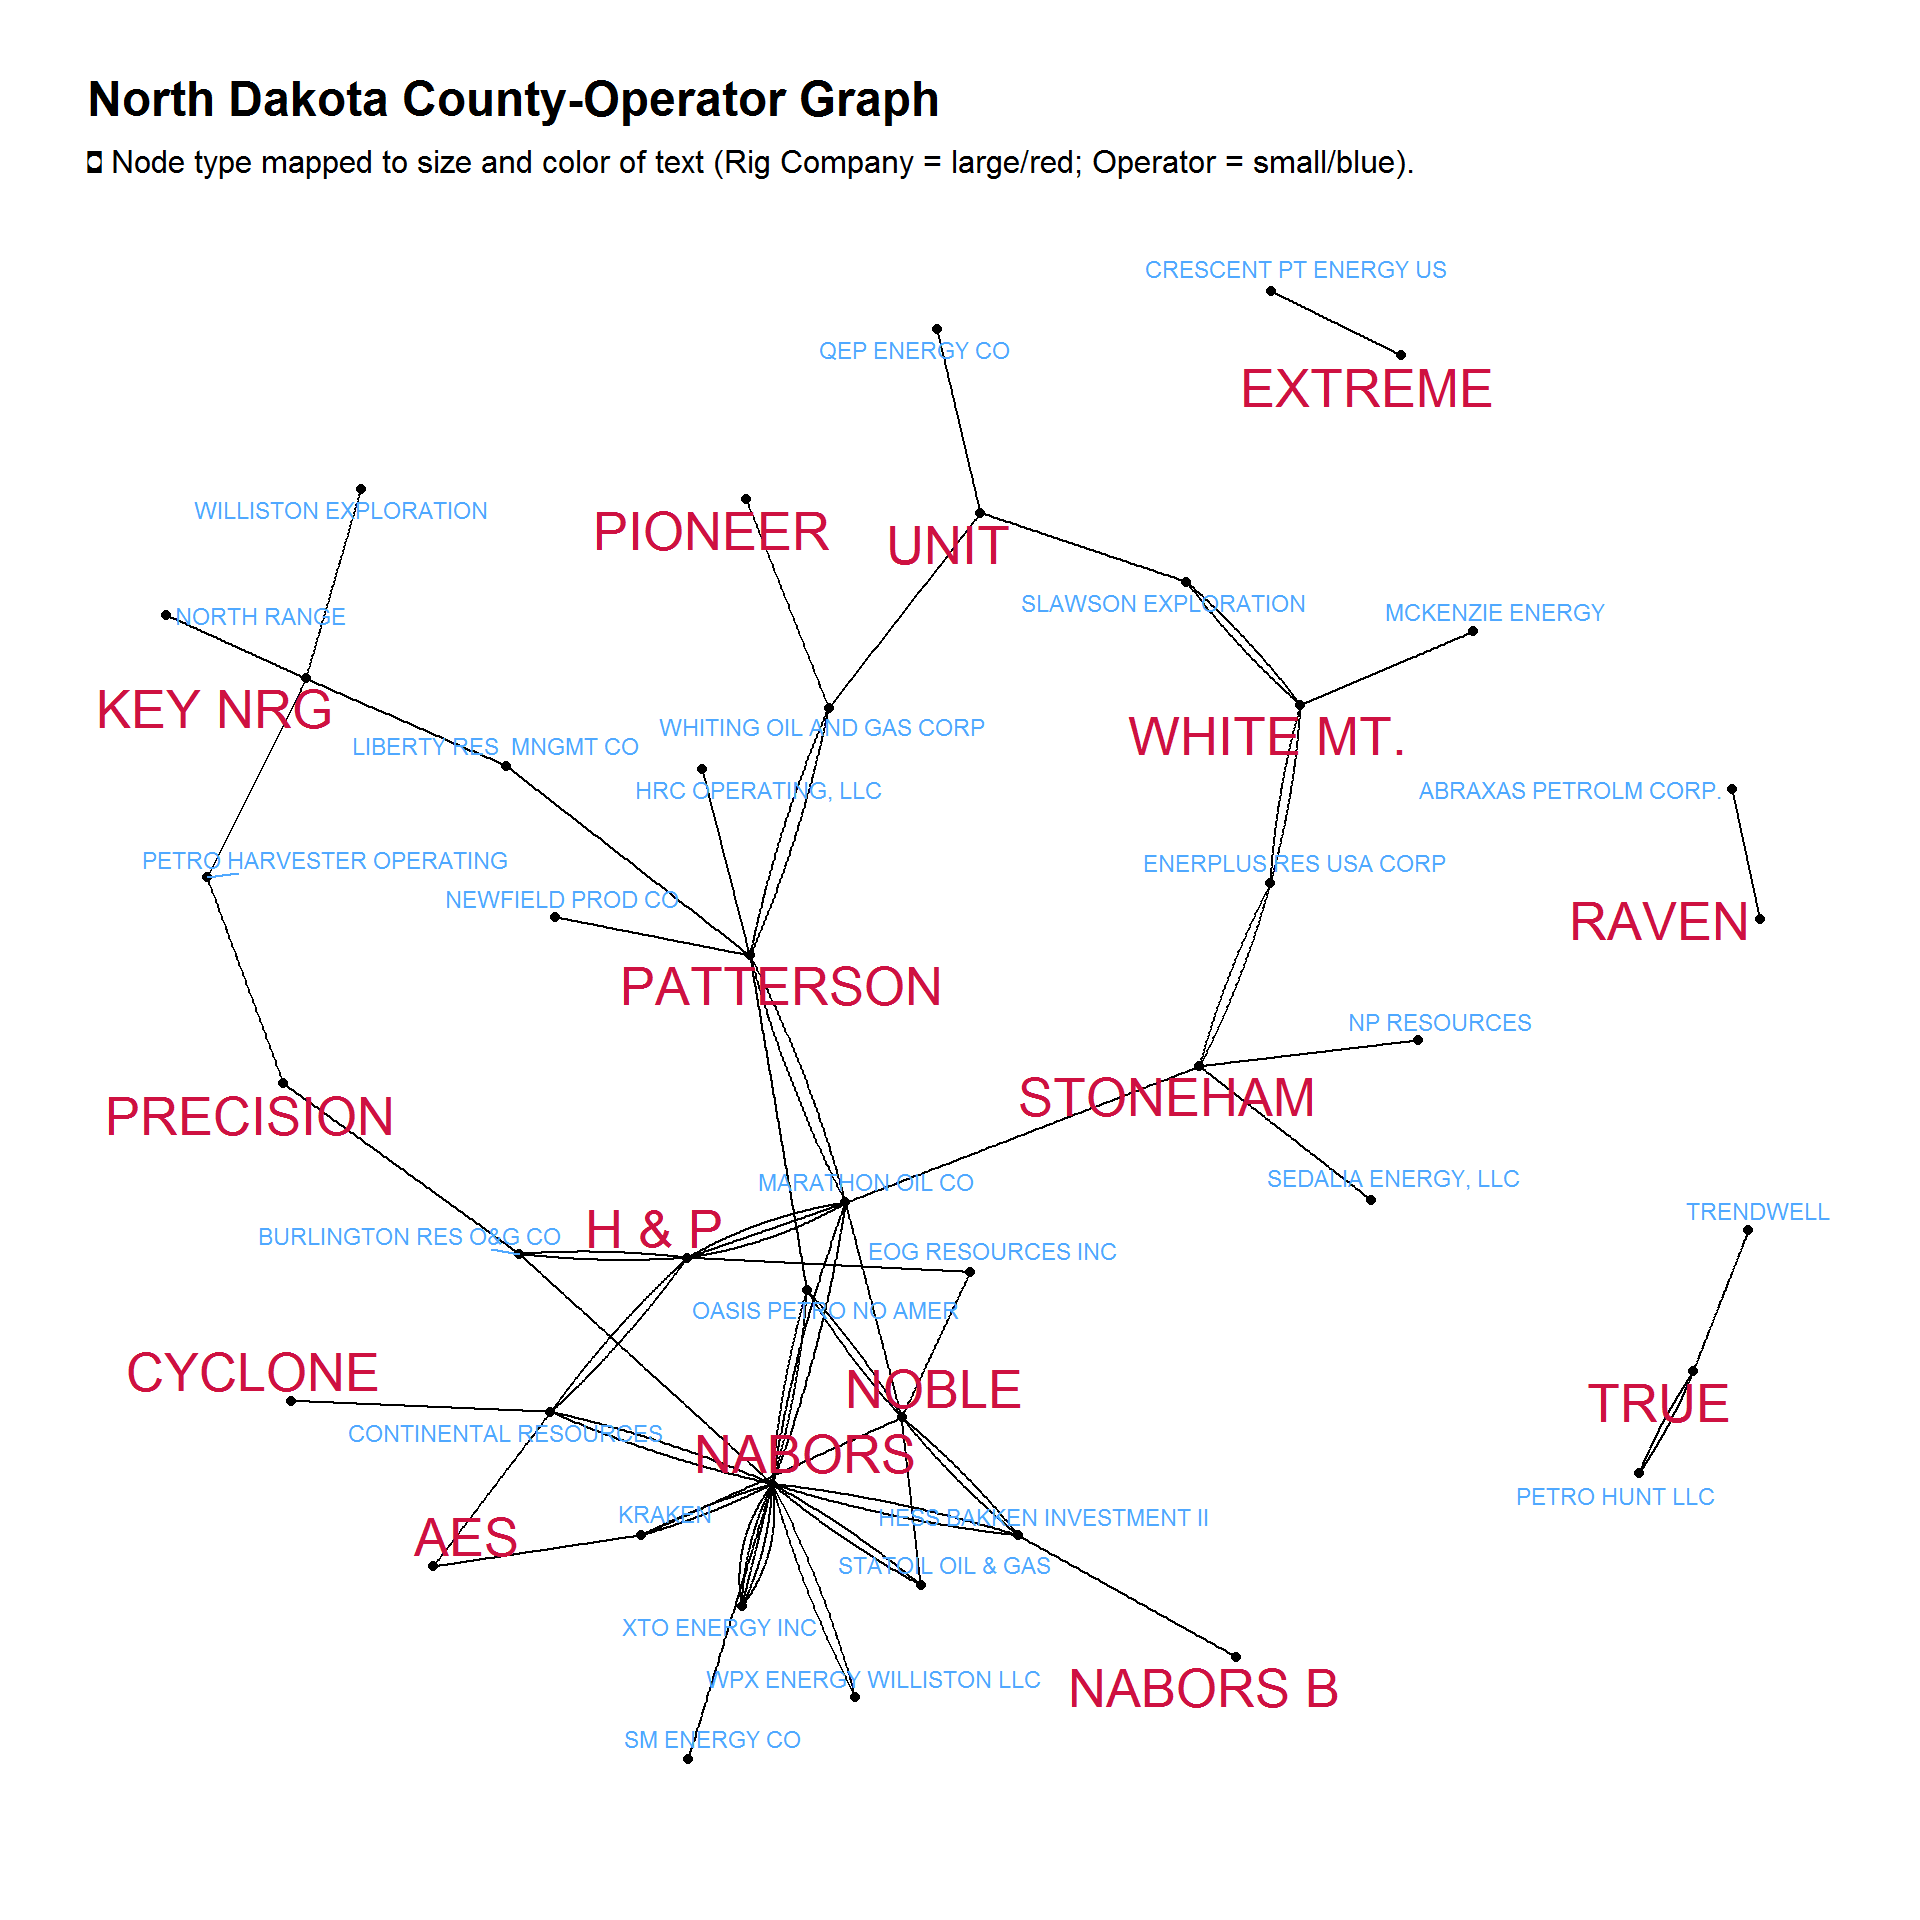 North Dakota County-Operator Graph
◘ Node type mapped to size and color of text (Rig Company = large/red; Operator = small/blue).
CRESCENT PT ENERGY US
QEP ENERGY CO
EXTREME
WILLISTON EXPLORATION
PIONEER
UNIT
SLAWSON EXPLORATION
MCKENZIE ENERGY
NORTH RANGE
KEY NRG
WHITING OIL AND GAS CORP
WHITE MT.
LIBERTY RES  MNGMT CO
HRC OPERATING, LLC
ABRAXAS PETROLM CORP.
PETRO HARVESTER OPERATING
ENERPLUS RES USA CORP
NEWFIELD PROD CO
RAVEN
PATTERSON
NP RESOURCES
STONEHAM
PRECISION
MARATHON OIL CO
SEDALIA ENERGY, LLC
TRENDWELL
H & P
BURLINGTON RES O&G CO
EOG RESOURCES INC
OASIS PETRO NO AMER
CYCLONE
NOBLE
TRUE
CONTINENTAL RESOURCES
NABORS
PETRO HUNT LLC
KRAKEN
HESS BAKKEN INVESTMENT II
AES
STATOIL OIL & GAS
XTO ENERGY INC
WPX ENERGY WILLISTON LLC
NABORS B
SM ENERGY CO